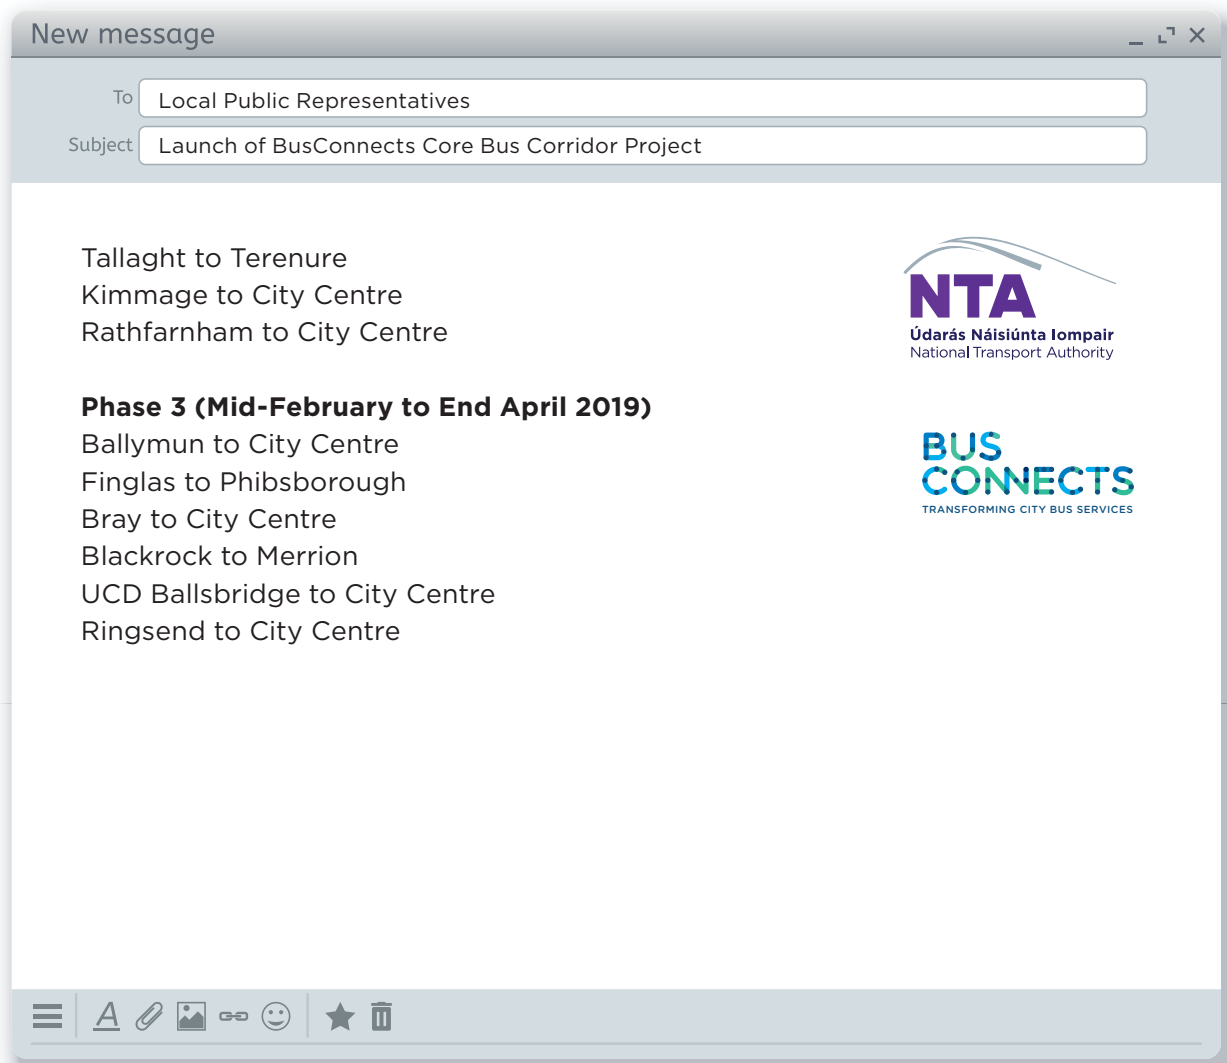 New message
To
Local Public Representatives
Subject
Launch of BusConnects Core Bus Corridor Project
Tallaght to Terenure
Kimmage to City Centre
Rathfarnham to City Centre
NTA
Údarás Náisiúnta Iompair
National Transport Authority
Phase 3 (Mid-February to End April 2019)
Ballymun to City Centre
Finglas to Phibsborough
Bray to City Centre
Blackrock to Merrion
UCD Ballsbridge to City Centre
Ringsend to City Centre
BUS
CONNECTS
TRANSFORMING CITY BUS SERVICES
A